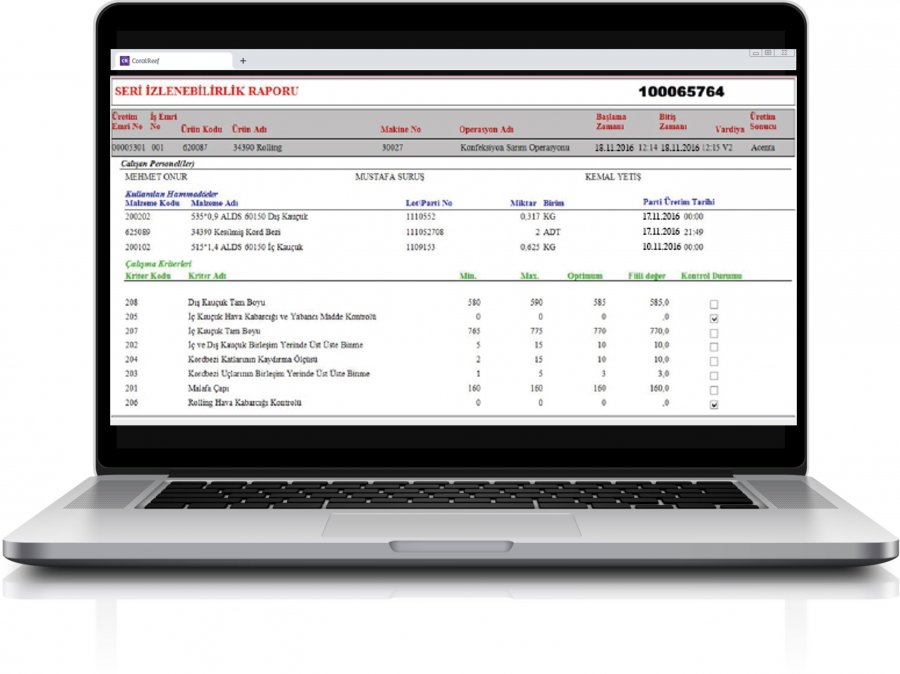 CR CoralReef +
SERİ İZLENEBİLİRLİK RAPORU 100065764
Üretim Emri No İş Emri No Ürün Kodu Ürün Adı Makine No Operasyon Adı Başlama Zamanı Bitiş Zamanı Vardiya Üretim Sonucu
00005301 001 620087 34390 Rolling 30027 Konfeksiyon Sarım Operasyonu 18.11.2016 12:14 18.11.2016 12:15 V2 Acenta
Çalışan Personel(ler)
MEHMET ONUR MUSTAFA SURUŞ KEMAL YETİŞ
Kullanılan Hammaddeler
Malzeme Kodu Malzeme Adı Lot/Parti No Miktar Birim Parti Üretim Tarihi
200202 535*0,9 ALDS 60150 Dış Kauçuk 1110552 0,317 KG 17.11.2016 00:00
625089 34390 Kesilmiş Kord Bezi 111052708 2 ADT 17.11.2016 21:49
200102 515*1,4 ALDS 60150 İç Kauçuk 1109153 0,625 KG 10.11.2016 00:00
Çalışma Kriterleri
Kriter Kodu Kriter Adı Min. Max. Optimum Fiili değer Kontrol Durumu
208 Dış Kauçuk Tam Boyu 580 590 585 585,0
205 İç Kauçuk Hava Kabarcığı ve Yabancı Madde Kontrolü 0 0 0 ,0
207 İç Kauçuk Tam Boyu 765 775 770 770,0
202 İç ve Dış Kauçuk Birleşim Yerinde Üst Üste Binme 5 15 10 10,0
204 Kordbezi Katlarının Kaydırma Ölçüsü 2 15 10 10,0
203 Kordbezi Uçlarının Birleşim Yerinde Üst Üste Binme 1 5 3 3,0
201 Malafa Çapı 160 160 160 160,0
206 Rolling Hava Kabarcığı Kontrolü 0 0 0 ,0